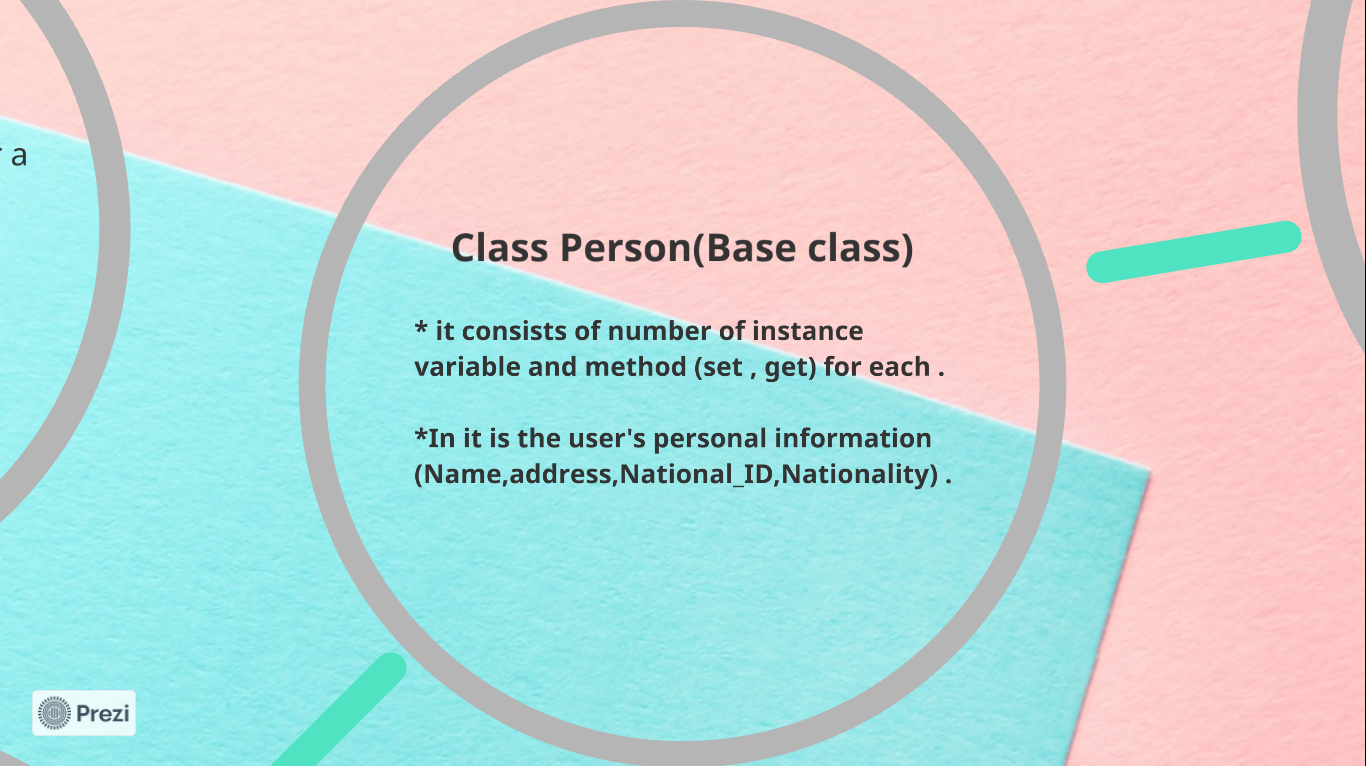 a
Class Person(Base class)
* it consists of number of instance
variable and method (set , get) for each .
*In it is the user's personal information
(Name,address,National_ID,Nationality) .
Prezi